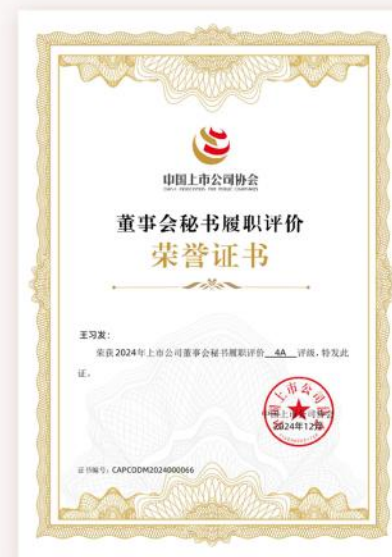 中国上市公司协会
CHINA ASSOCIATION FOR PUBLIC COMPANIES
董事会秘书履职评价
荣誉证书
王习发：
荣获2024年上市公司董事会秘书履职评价 4A 评级，特发此
证。
中国上市公司协会
2024年12月
证书编号：CAPCODM2024000066